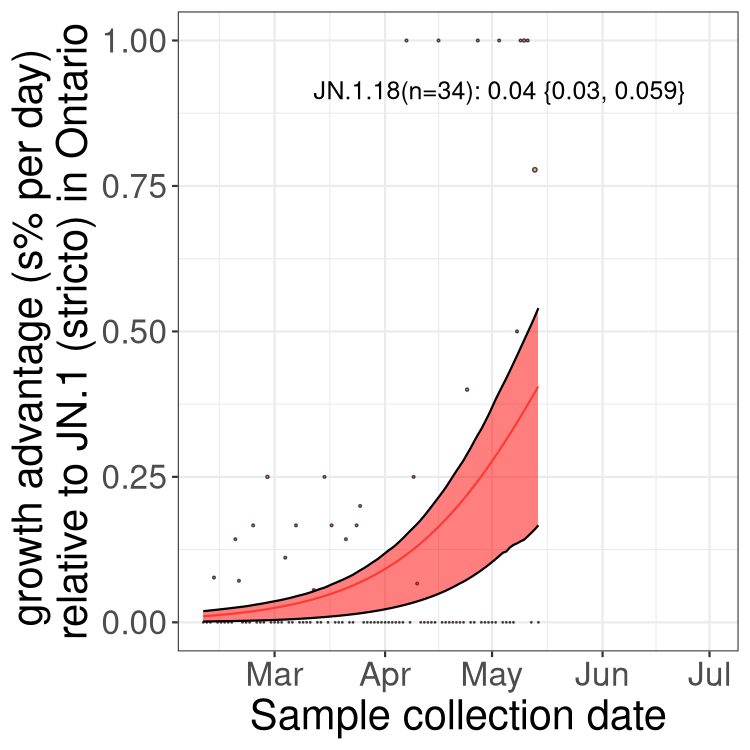 growth advantage (s% per day)
relative to JN.1 (stricto) in Ontario
1.00
0.75
0.50
0.25
0.00
JN.1.18(n=34): 0.04 {0.03, 0.059}
Mar
Apr
May
Jun
Jul
Sample collection date